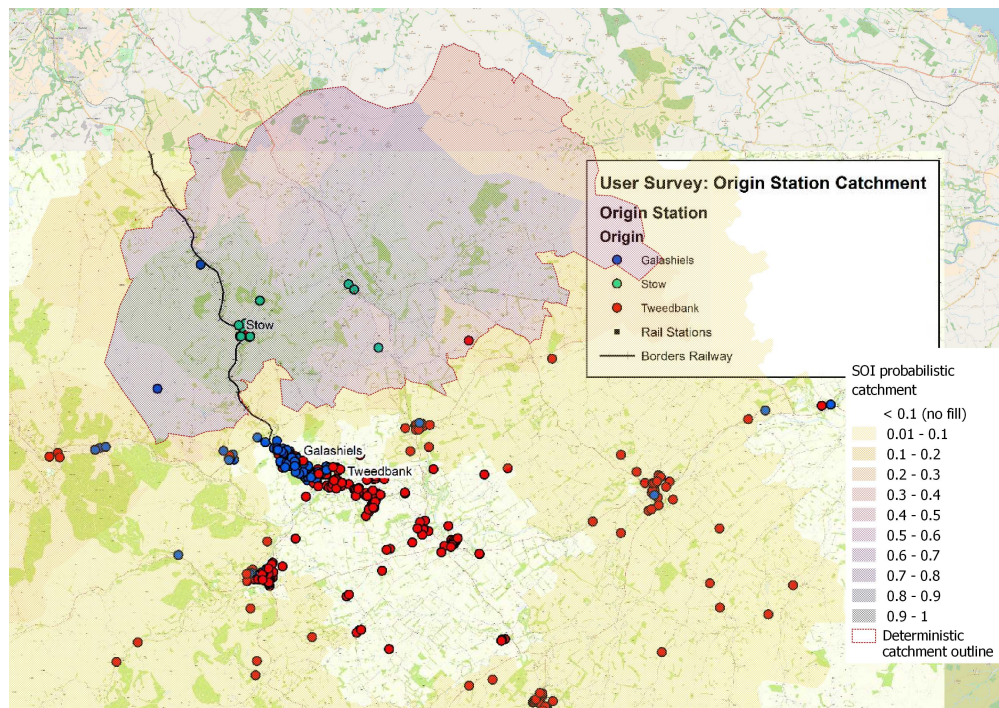 User Survey: Origin Station Catchment
Origin Station
Origin
Galashiels
Stow
Tweedbank
Rail Stations
Borders Railway
Stow
SOI probabilistic
catchment
< 0.1 (no fill)
0.01 - 0.1
0.1 - 0.2
0.2 - 0.3
0.3 - 0.4
0.4 - 0.5
0.5 - 0.6
0.6 - 0.7
0.7 - 0.8
0.8 - 0.9
0.9 - 1
Deterministic
catchment outline
Galashiels
Tweedbank